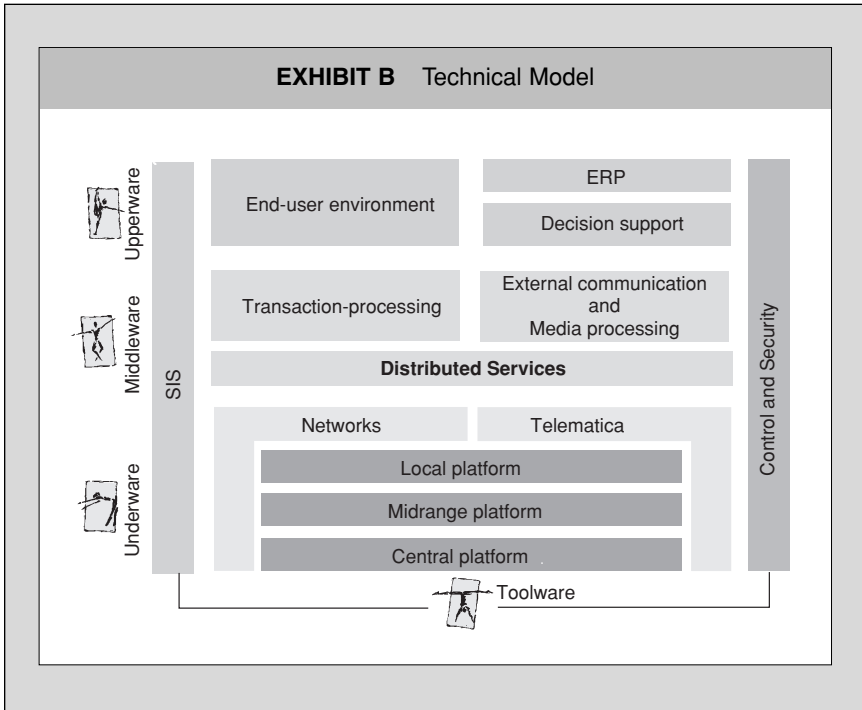 EXHIBIT B Technical Model
Upperware
Middleware
Underware
SIS
End-user environment
ERP
Decision support
Transaction-processing
External communication
and
Media processing
Distributed Services
Networks
Telematica
Local platform
Midrange platform
Central platform
Control and Security
Toolware